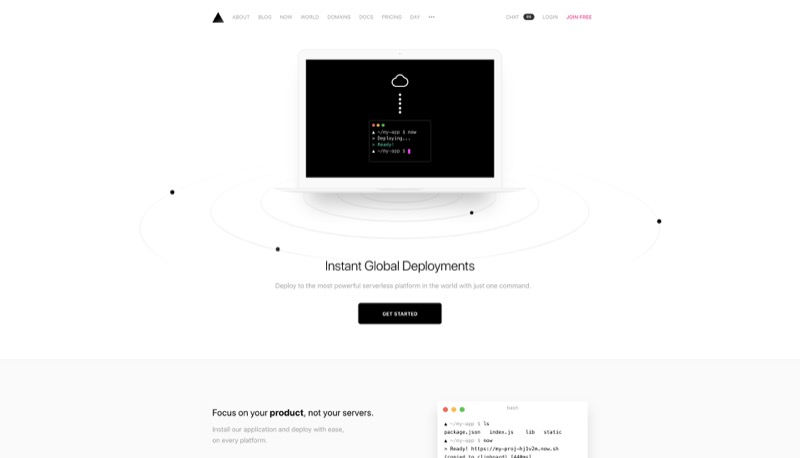 ABOUT BLOG NOW WORLD DOMAINS DOCS PRICING DAY ••• CHAT LOGIN JOIN FREE
▲ ~/my-app $ now
> Deploying...
> Ready!
▲ ~/my-app $
Instant Global Deployments
Deploy to the most powerful serverless platform in the world with just one command.
GET STARTED
Focus on your product, not your servers.
Install our application and deploy with ease,
on every platform.
bash
▲ ~/my-app $ ls
package.json index.js lib static
▲ ~/my-app $ now
> Ready! https://my-proj-hj1v2m.now.sh
(copied to clipboard) [440ms]